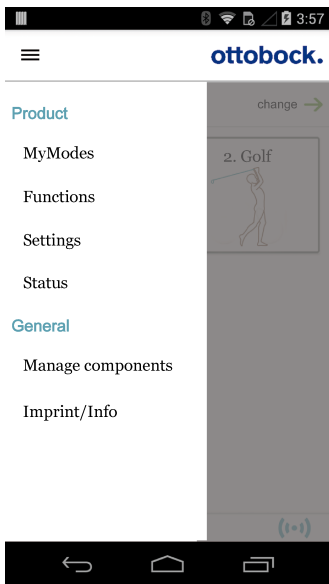 3:57
ottobock.
Product
change
MyModes
2. Golf
Functions
Settings
Status
General
Manage components
Imprint/Info